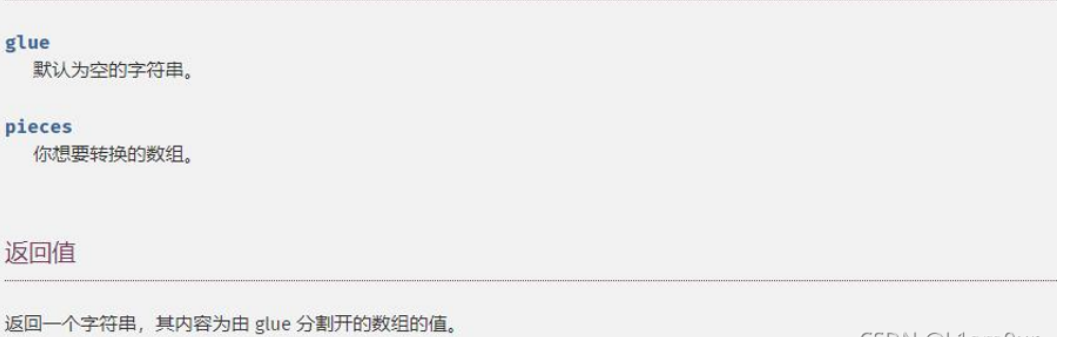 glue
默认为空的字符串。
pieces
你想要转换的数组。
返回值
返回一个字符串，其内容为由 glue 分割开的数组的值。